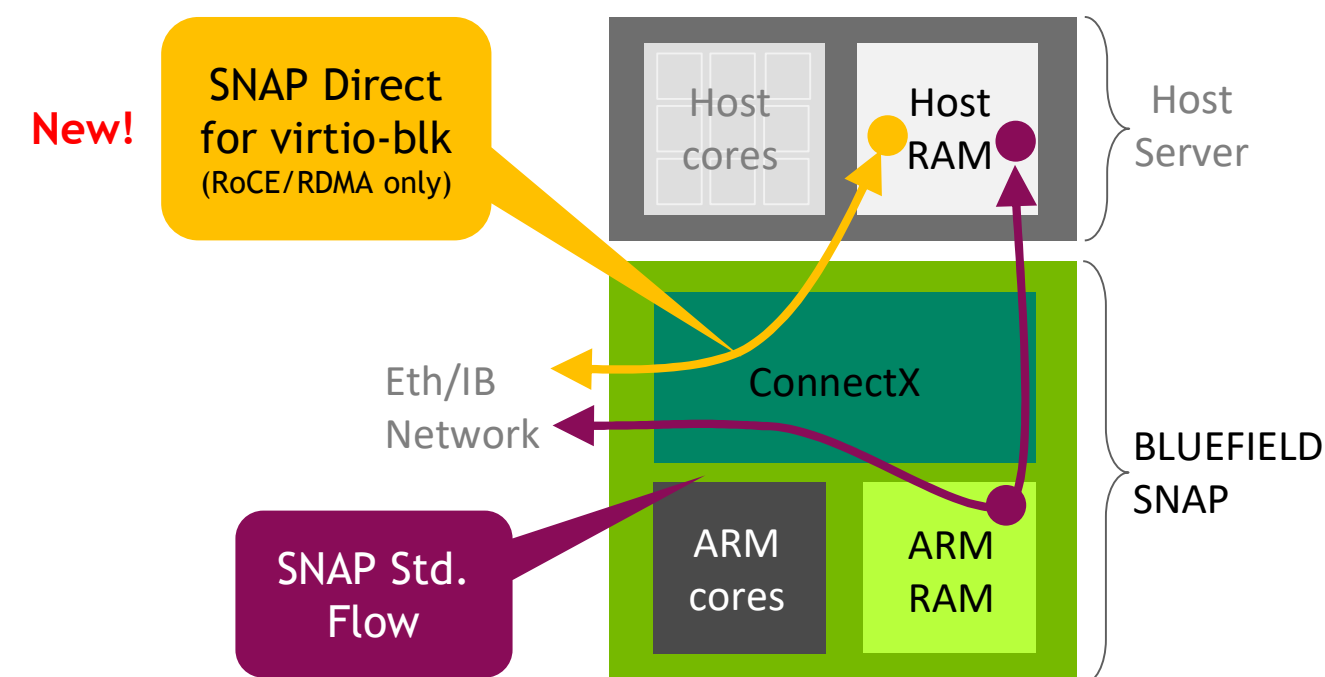 New!
SNAP Direct
for virtio-blk
(RoCE/RDMA only)
Host
cores
Host
RAM
Host
Server
Eth/IB
Network
ConnectX
BLUEFIELD
SNAP
SNAP Std.
Flow
ARM
cores
ARM
RAM